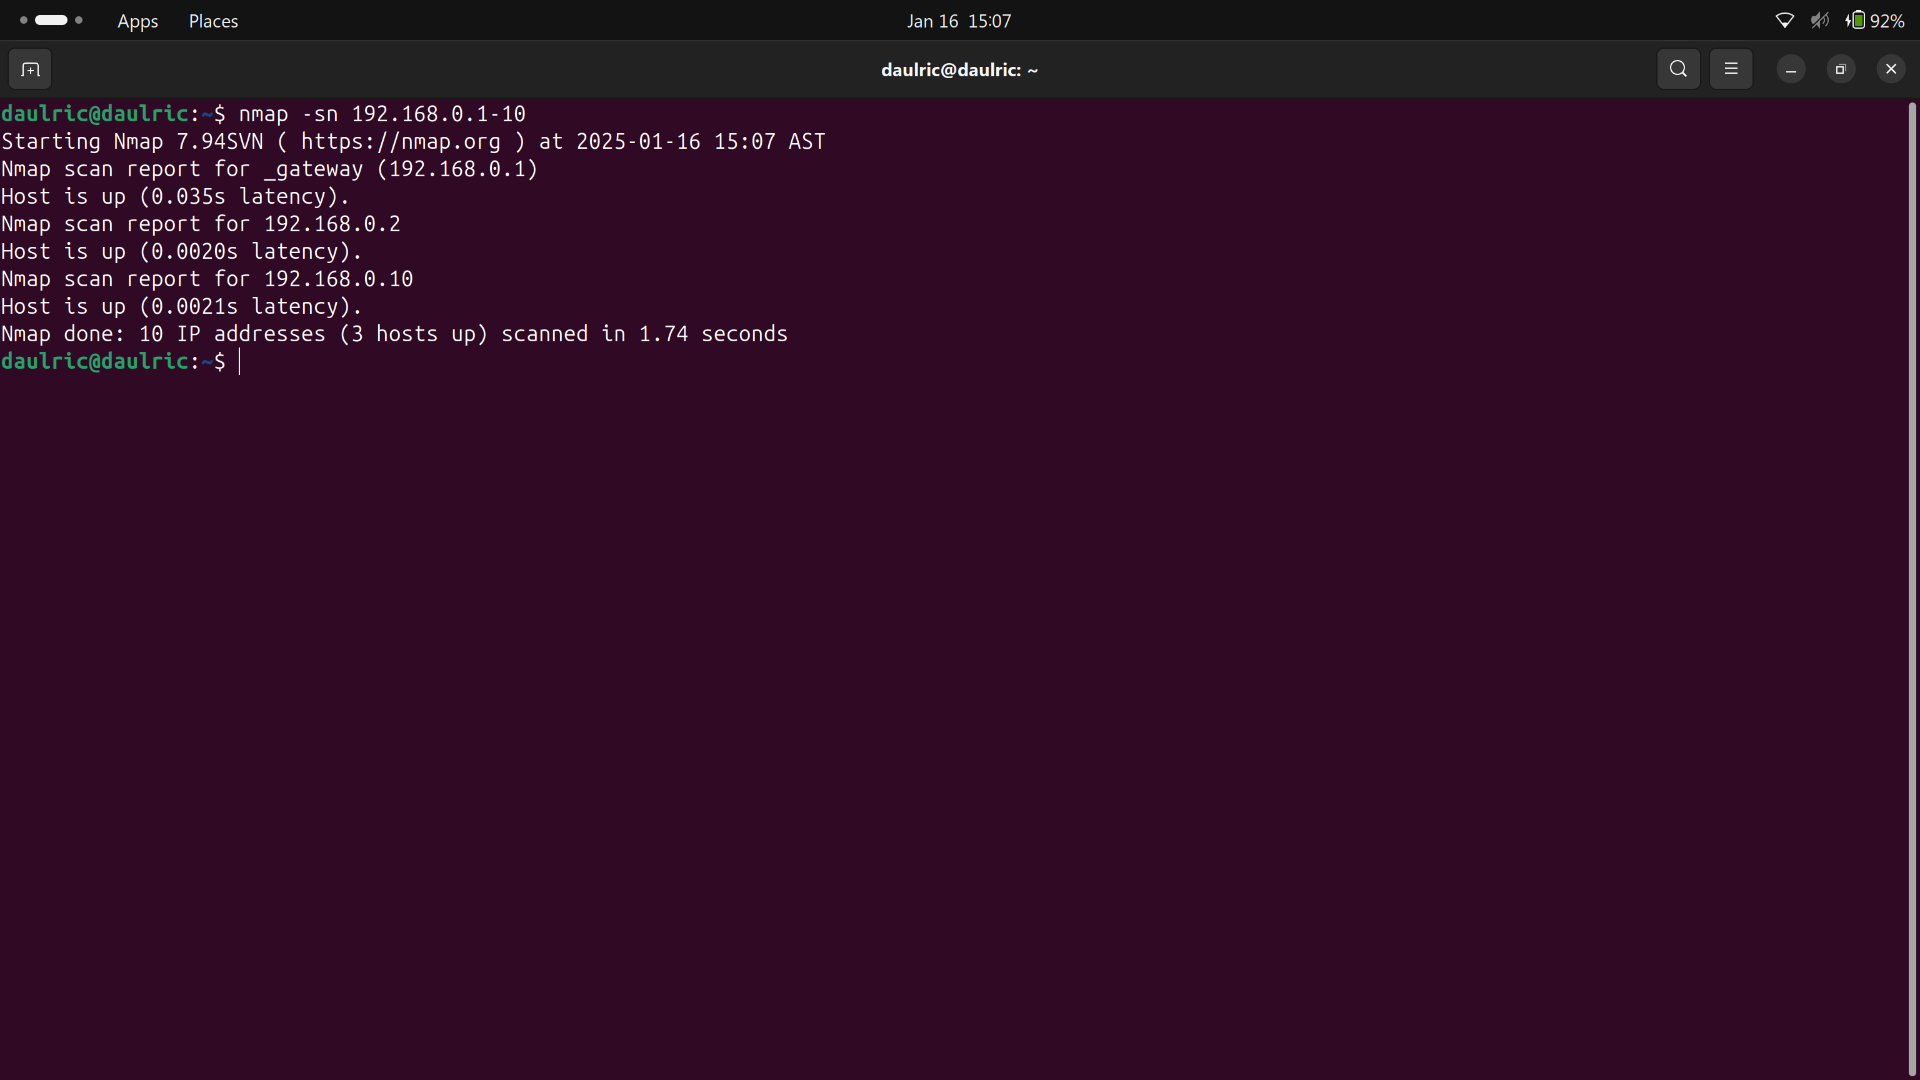 Apps Places Jan 16 15:07 92%
daulric@daulric: ~
daulric@daulric:~$ nmap -sn 192.168.0.1-10
Starting Nmap 7.94SVN ( https://nmap.org ) at 2025-01-16 15:07 AST
Nmap scan report for _gateway (192.168.0.1)
Host is up (0.035s latency).
Nmap scan report for 192.168.0.2
Host is up (0.0020s latency).
Nmap scan report for 192.168.0.10
Host is up (0.0021s latency).
Nmap done: 10 IP addresses (3 hosts up) scanned in 1.74 seconds
daulric@daulric:~$